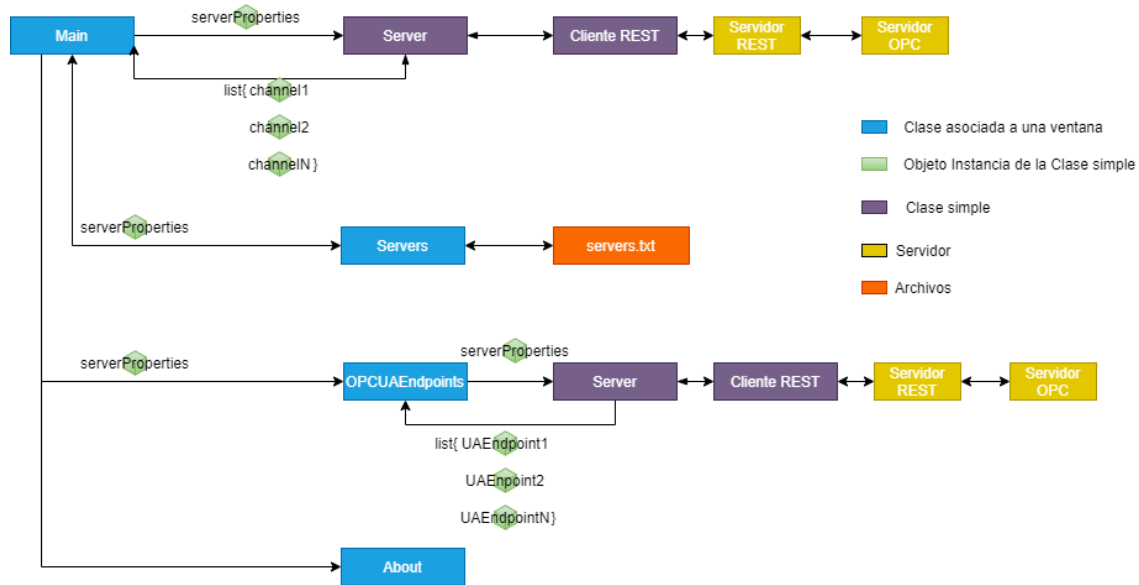 serverProperties
Main
Server
Cliente REST
Servidor
REST
Servidor
OPC
list{ channel1
channel2
channelN }
Clase asociada a una ventana
Objeto Instancia de la Clase simple
Clase simple
Servidor
Archivos
serverProperties
Servers
servers.txt
serverProperties
serverProperties
OPCUAEndpoints
Server
Cliente REST
Servidor
REST
Servidor
OPC
list{ UAEndpoint1
UAEnpoint2
UAEndpointN }
About